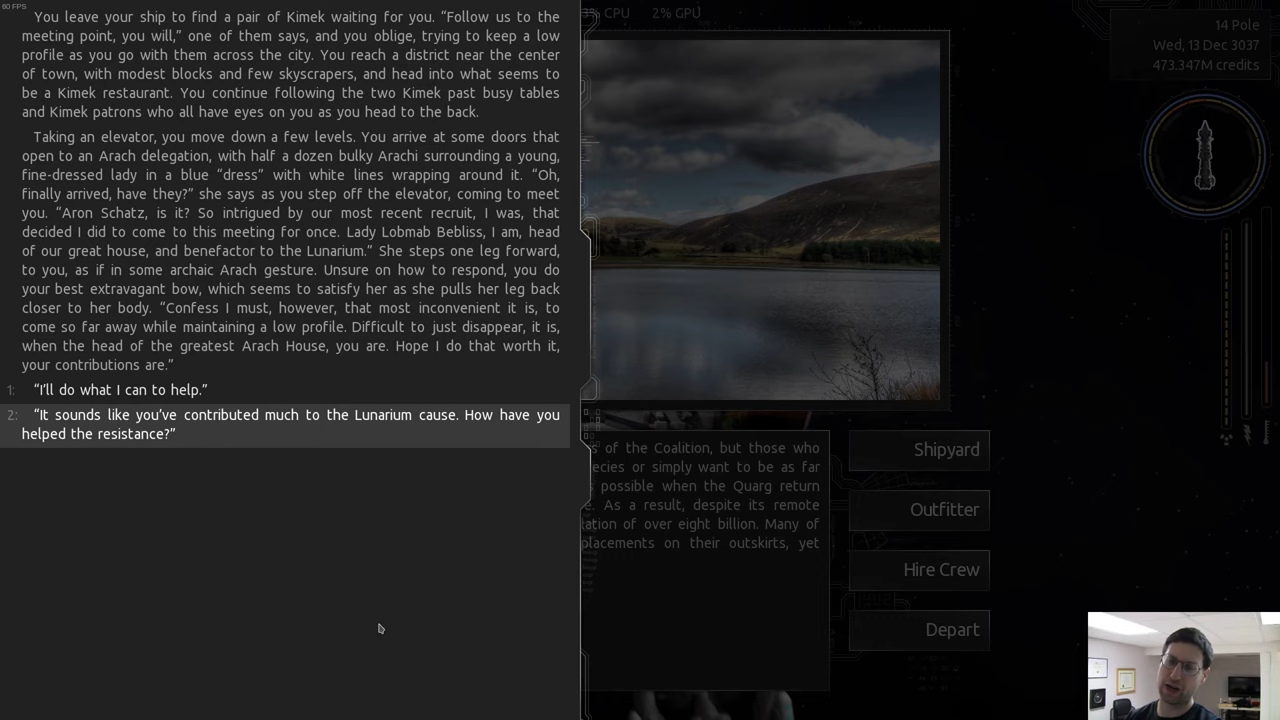 60 FPS
3% CPU 2% GPU
You leave your ship to find a pair of Kimek waiting for you. “Follow us to the
meeting point, you will,” one of them says, and you oblige, trying to keep a low
profile as you go with them across the city. You reach a district near the center
of town, with modest blocks and few skyscrapers, and head into what seems to
be a Kimek restaurant. You continue following the two Kimek past busy tables
and Kimek patrons who all have eyes on you as you head to the back.
Taking an elevator, you move down a few levels. You arrive at some doors that
open to an Arach delegation, with half a dozen bulky Arachi surrounding a young,
fine-dressed lady in a blue “dress” with white lines wrapping around it. “Oh,
finally arrived, have they?” she says as you step off the elevator, coming to meet
you. “Aron Schatz, is it? So intrigued by our most recent recruit, I was, that
decided I did to come to this meeting for once. Lady Lobmab Bebliss, I am, head
of our great house, and benefactor to the Lunarium.” She steps one leg forward,
to you, as if in some archaic Arach gesture. Unsure on how to respond, you do
your best extravagant bow, which seems to satisfy her as she pulls her leg back
closer to her body. “Confess I must, however, that most inconvenient it is, to
come so far away while maintaining a low profile. Difficult to just disappear, it is,
when the head of the greatest Arach House, you are. Hope I do that worth it,
your contributions are.”
1: “I’ll do what I can to help.”
2: “It sounds like you’ve contributed much to the Lunarium cause. How have you
helped the resistance?”
14 Pole
Wed, 13 Dec 3037
473.347M credits
s of the Coalition, but those who
ecies or simply want to be as far
s possible when the Quarg return
e. As a result, despite its remote
lation of over eight billion. Many of
placements on their outskirts, yet
Shipyard
Outfitter
Hire Crew
Depart